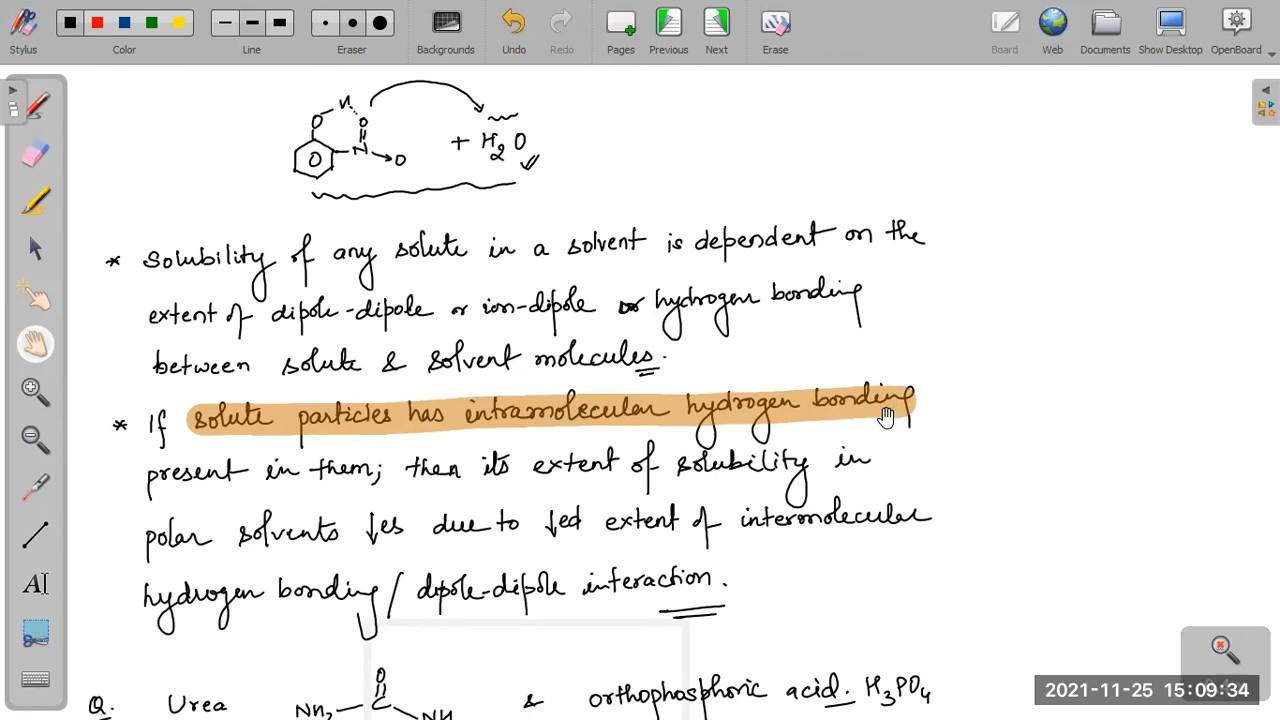 Stylus Color Line Eraser Backgrounds Undo Redo Pages Previous Next Erase Board Web Documents Show Desktop OpenBoard
H
O O
O N → O + H2O
* Solubility of any solute in a solvent is dependent on the
extent of dipole-dipole or ion-dipole or hydrogen bonding
between solute & solvent molecules.
* If solute particles has intramolecular hydrogen bonding
present in them; then its extent of solubility in
polar solvents ↓es due to ↓ed extent of intermolecular
hydrogen bonding / dipole-dipole interaction.
O
Q. Urea NH2 C NH & orthophosphoric acid. H3PO4
2021-11-25 15:09:34